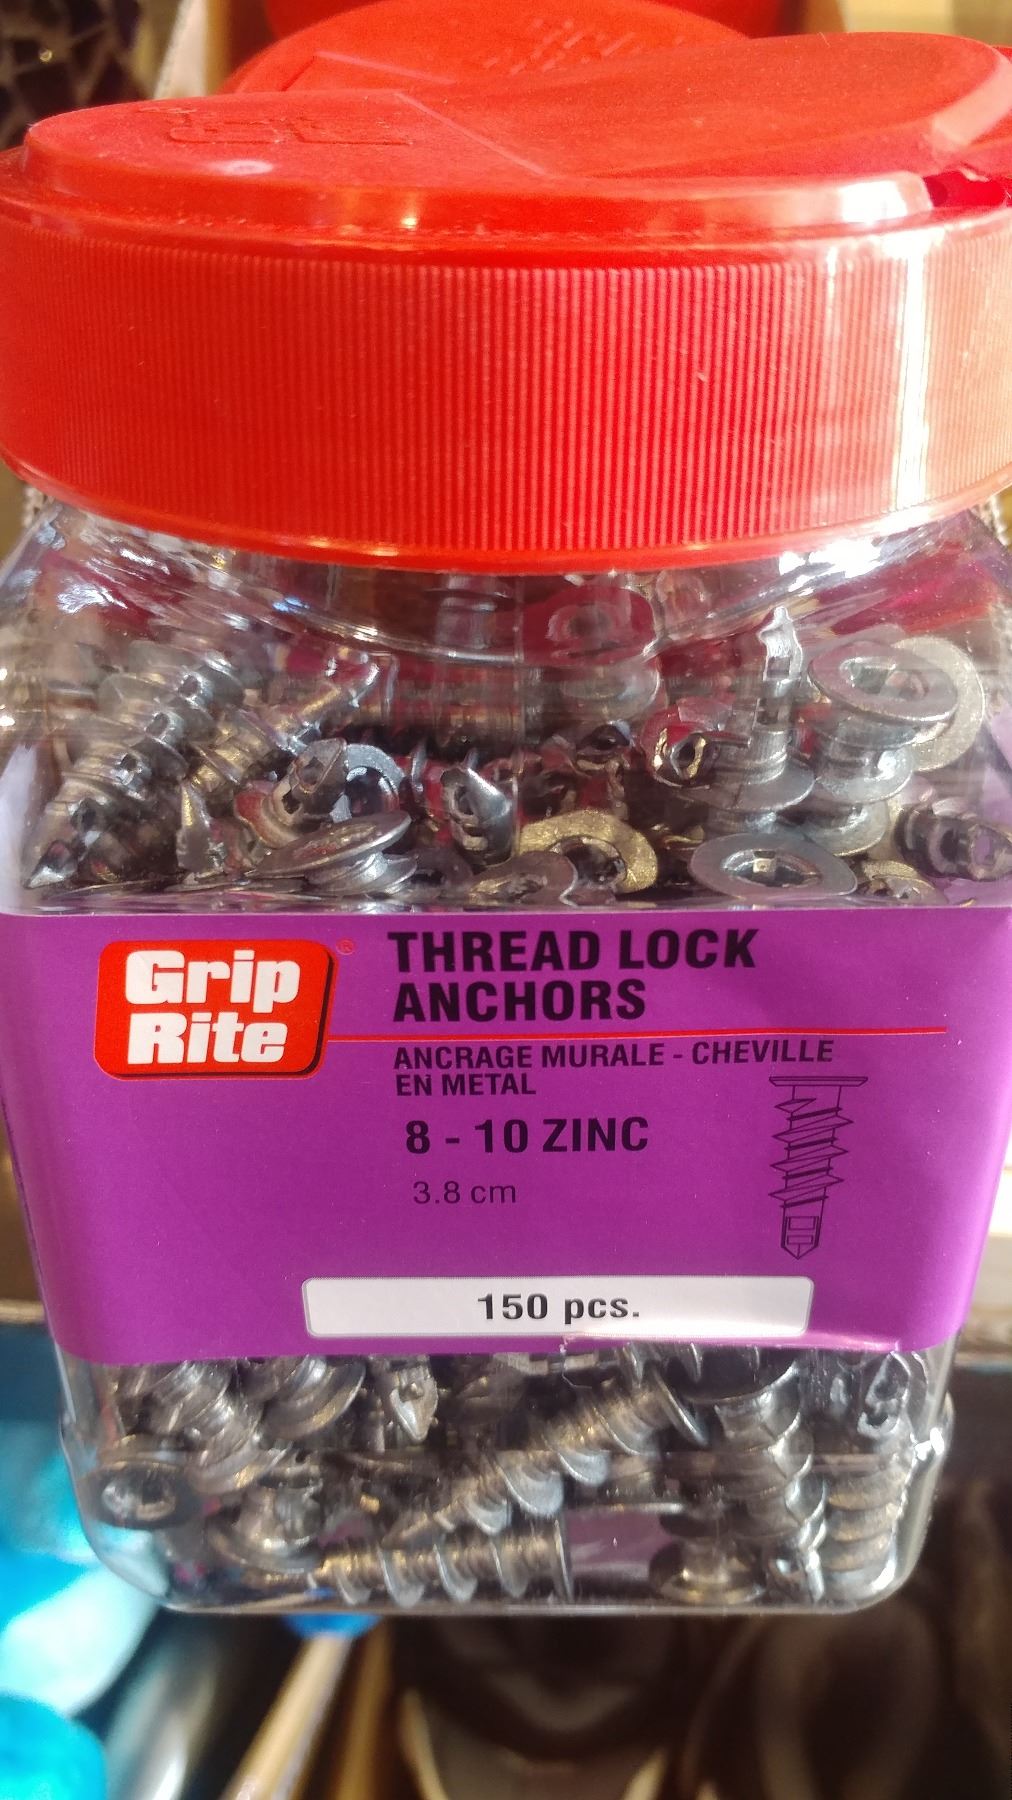 Grip
Rite®
THREAD LOCK
ANCHORS
ANCRAGE MURALE - CHEVILLE
EN METAL
8 - 10 ZINC
3.8 cm
150 pcs.